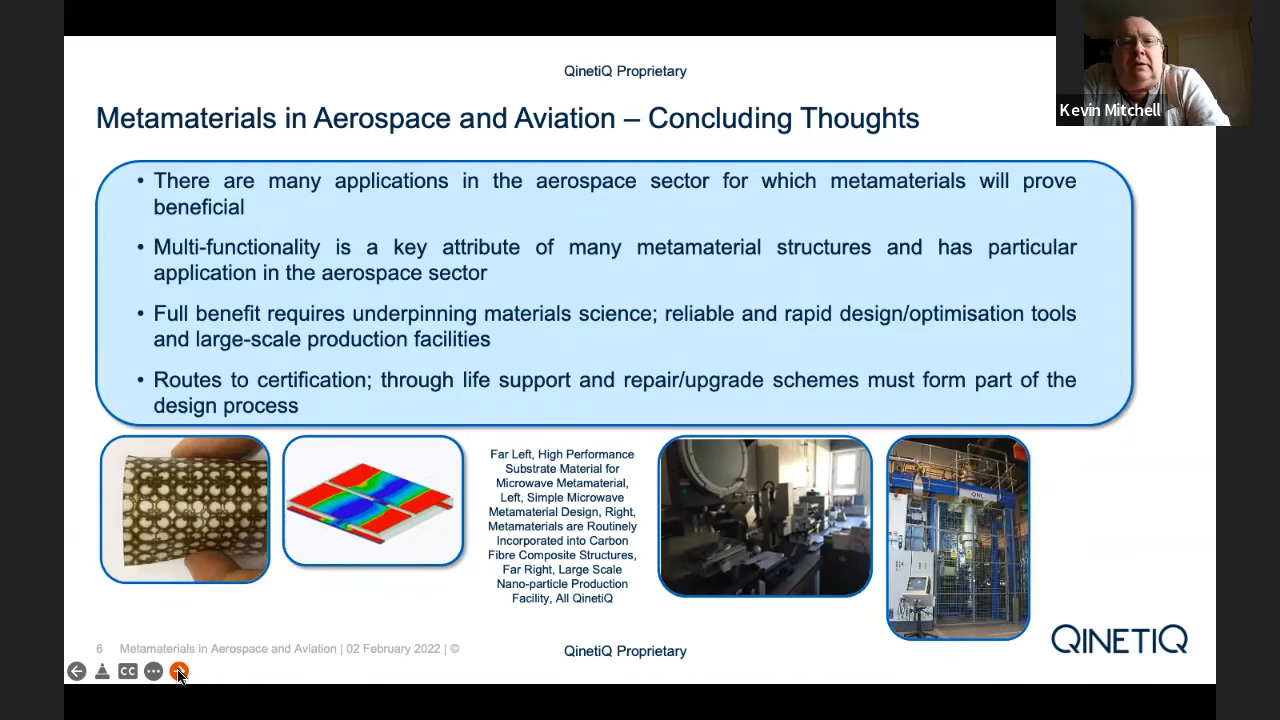 QinetiQ Proprietary
Metamaterials in Aerospace and Aviation – Concluding Thoughts
Kevin Mitchell
• There are many applications in the aerospace sector for which metamaterials will prove
beneficial
• Multi-functionality is a key attribute of many metamaterial structures and has particular
application in the aerospace sector
• Full benefit requires underpinning materials science; reliable and rapid design/optimisation tools
and large-scale production facilities
• Routes to certification; through life support and repair/upgrade schemes must form part of the
design process
Far Left, High Performance
Substrate Material for
Microwave Metamaterial,
Left, Simple Microwave
Metamaterial Design, Right,
Metamaterials are Routinely
Incorporated into Carbon
Fibre Composite Structures,
Far Right, Large Scale
Nano-particle Production
Facility, All QinetiQ
QNL
QINETIQ
6 Metamaterials in Aerospace and Aviation | 02 February 2022 | ©
QinetiQ Proprietary
CC